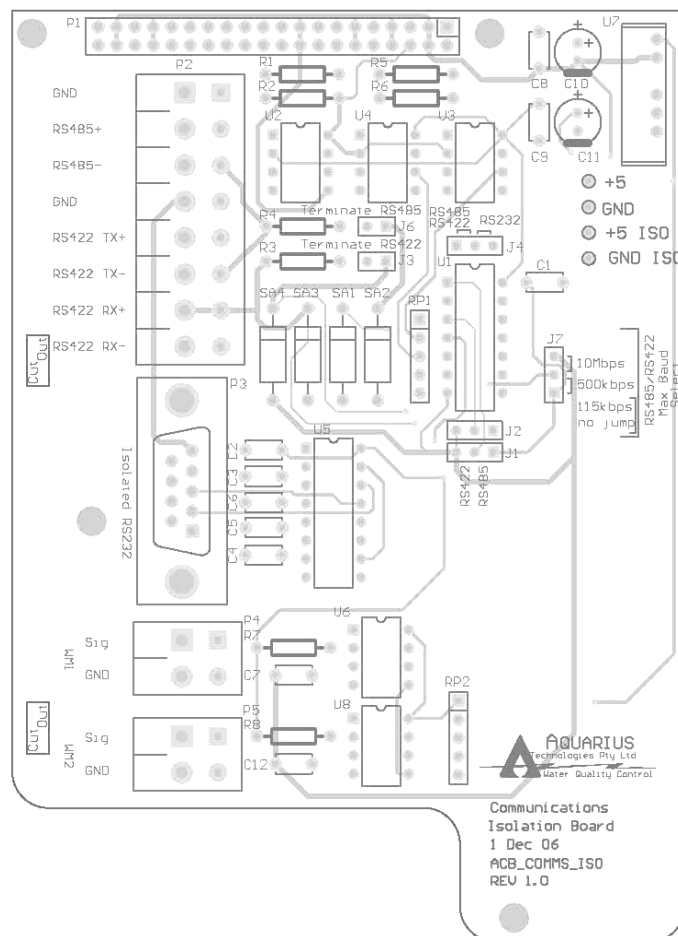 P1
U7
P2
R1
R5
R2
R6
C8
C10
GND
U2
U4
U3
RS485+
C9
C11
RS485-
+5
GND
GND
R4
Terminate RS485
RS485
RS422
RS232
+5 ISO
J6
RS422 TX+
Terminate RS422
J4
GND ISO
R3
J3
U1
RS422 TX-
C1
SA4
SA3
SA1
SA2
RP1
RS422 RX+
RS422 RX-
Cut
Out
J7
10Mbps
500kbps
115kbps
no jump
RS485/RS422
Max Baud
Select
P3
U5
J2
J1
C2
C3
C6
C5
C4
RS422
RS485
Isolated RS232
U6
P4
R7
Sig
WM1
GND
C7
RP2
U8
P5
R8
Cut
Out
Sig
WM2
GND
C12
AQUARIUS
Technologies Pty Ltd
Water Quality Control
Communications
Isolation Board
1 Dec 06
ACB_COMMS_ISO
REV 1.0